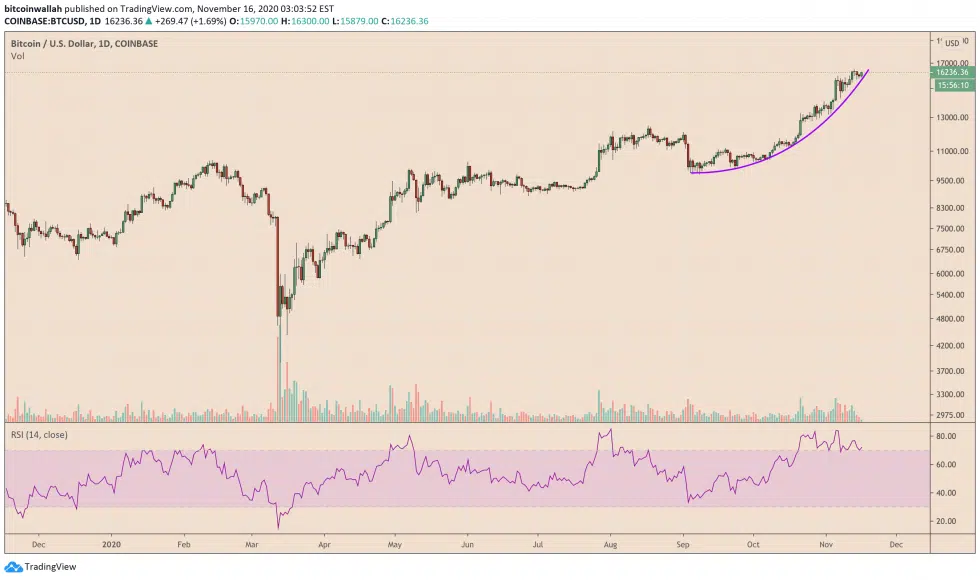 bitcoinwallah published on TradingView.com, November 16, 2020 03:03:52 EST
COINBASE:BTCUSD, 1D 16236.36 ▲ +269.47 (+1.69%) O:15970.00 H:16300.00 L:15879.00 C:16236.36
Bitcoin / U.S. Dollar, 1D, COINBASE
Vol
USD
17000.00
16236.36
15:56:10
13000.00
11000.00
9500.00
8300.00
7500.00
6750.00
6000.00
5400.00
4800.00
4200.00
3700.00
3300.00
2975.00
RSI (14, close)
80.00
60.00
40.00
20.00
Dec 2020 Feb Mar Apr May Jun Jul Aug Sep Oct Nov Dec
TradingView